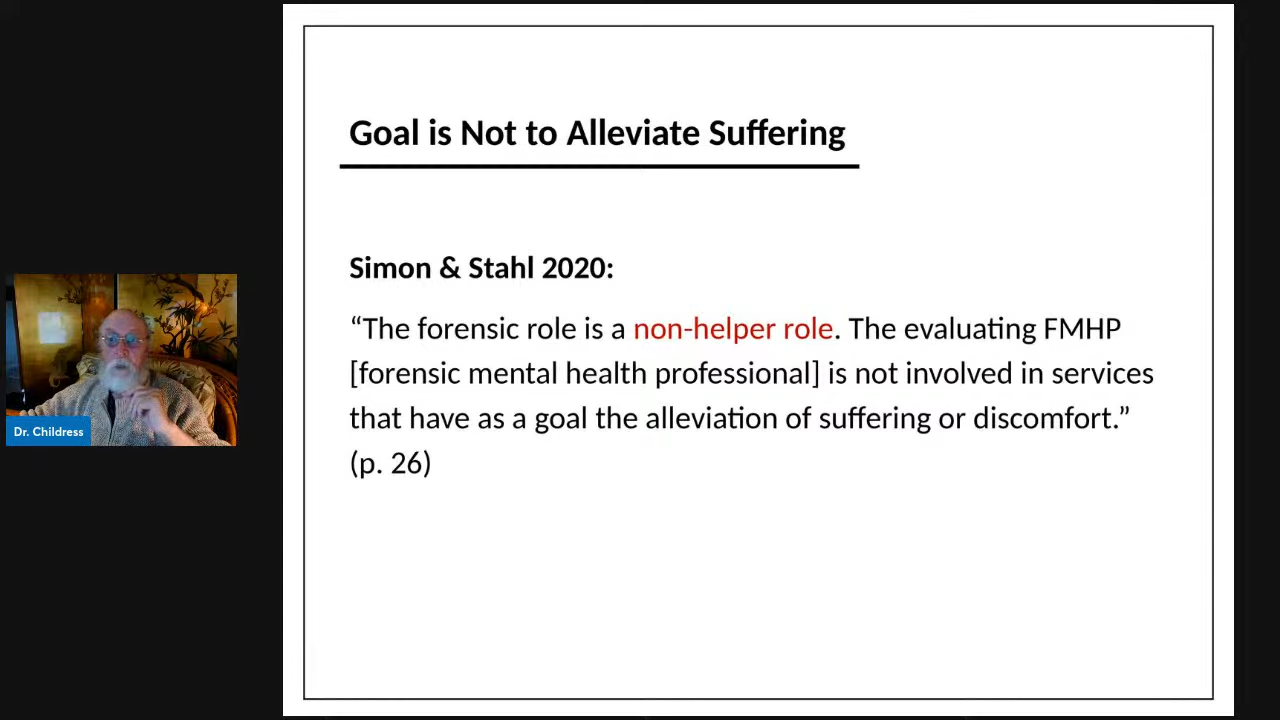 Goal is Not to Alleviate Suffering
Simon & Stahl 2020:
“The forensic role is a non-helper role. The evaluating FMHP
[forensic mental health professional] is not involved in services
that have as a goal the alleviation of suffering or discomfort.”
(p. 26)
Dr. Childress